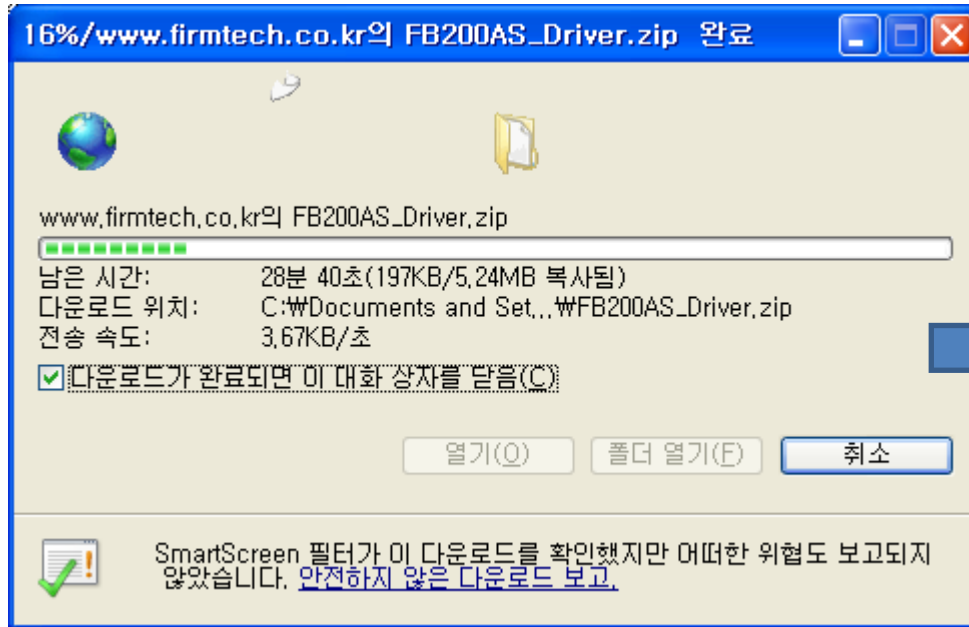 16%/www.firmtech.co.kr의 FB200AS_Driver.zip 완료
www.firmtech.co.kr의 FB200AS_Driver.zip
남은 시간: 28분 40초(197KB/5.24MB 복사됨)
다운로드 위치: C:₩Documents and Set...₩FB200AS_Driver.zip
전송 속도: 3.67KB/초
다운로드가 완료되면 이 대화 상자를 닫음(C)
열기(O) 폴더 열기(F) 취소
SmartScreen 필터가 이 다운로드를 확인했지만 어떠한 위협도 보고되지
않았습니다. 안전하지 않은 다운로드 보고.